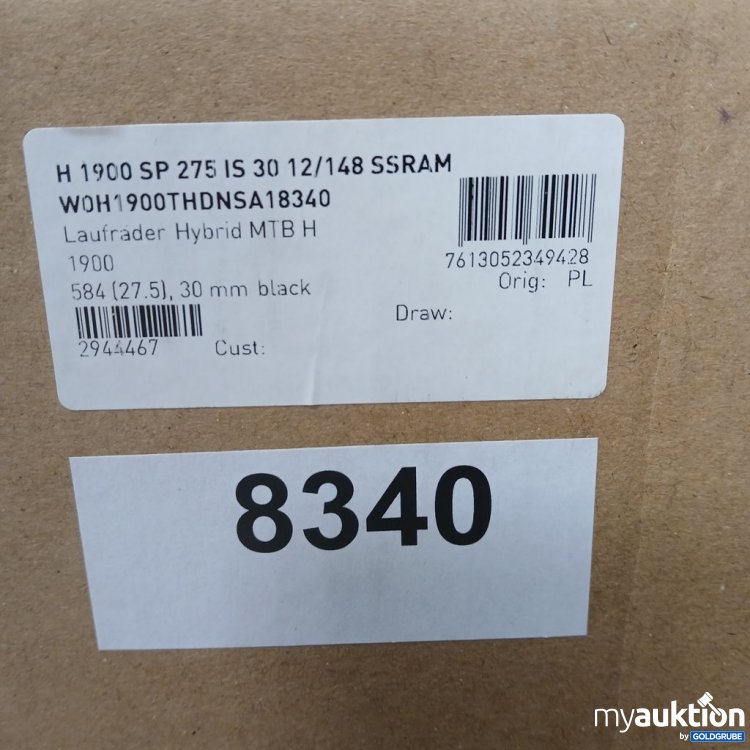 H 1900 SP 275 IS 30 12/148 SSRAM
W0H1900THDNSA18340
Laufräder Hybrid MTB H
1900
584 (27.5), 30 mm black
7613052349428
Orig: PL
Draw:
2944467
Cust:
8340
myauktion
by GOLDGRUBE